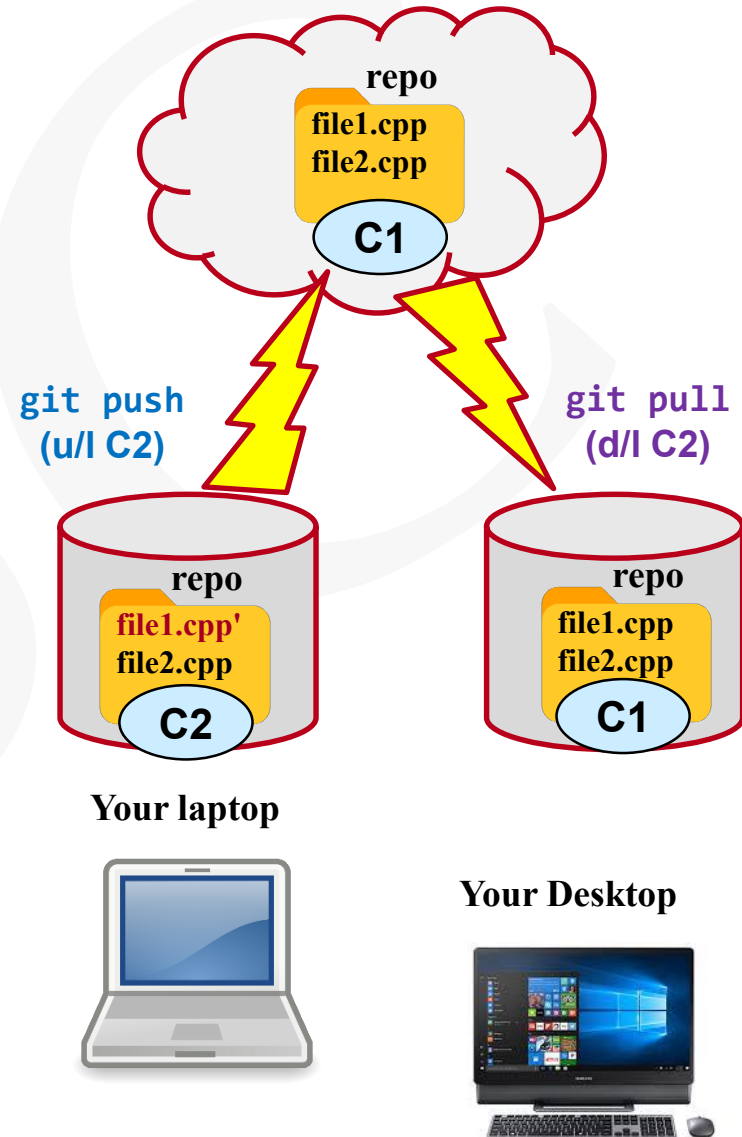 repo
file1.cpp
file2.cpp
C1
git push
(u/l C2)
git pull
(d/l C2)
repo
file1.cpp'
file2.cpp
C2
repo
file1.cpp
file2.cpp
C1
Your laptop
Your Desktop